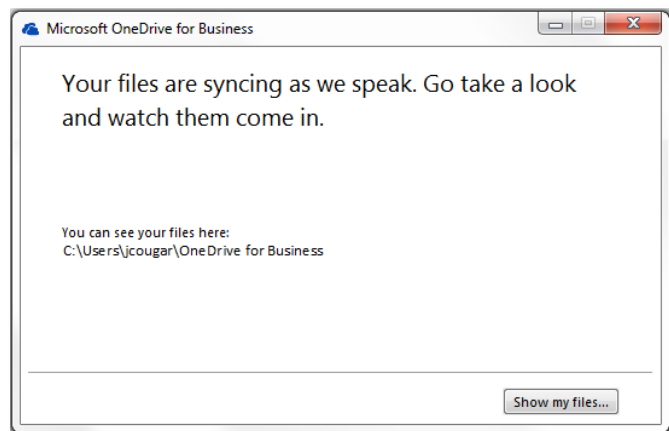 Microsoft OneDrive for Business
Your files are syncing as we speak. Go take a look
and watch them come in.
You can see your files here:
C:\Users\jcougar\OneDrive for Business
Show my files...